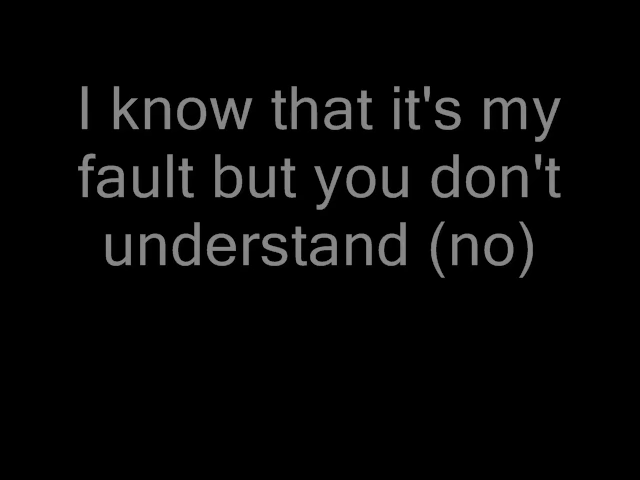 I know that it's my
fault but you don't
understand (no)